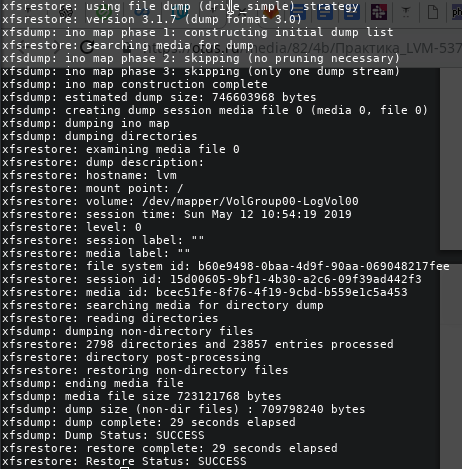 xfsrestore: using file dump (drive_simple) strategy
xfsrestore: version 3.1.7 (dump format 3.0)
xfsdump: ino map phase 1: constructing initial dump list
xfsrestore: searching media for dump
xfsdump: ino map phase 2: skipping (no pruning necessary)
media/82/4b/Практика_LVM-537
xfsdump: ino map phase 3: skipping (only one dump stream)
xfsdump: ino map construction complete
xfsdump: estimated dump size: 746603968 bytes
xfsdump: creating dump session media file 0 (media 0, file 0)
xfsdump: dumping ino map
xfsdump: dumping directories
xfsrestore: examining media file 0
xfsrestore: dump description:
xfsrestore: hostname: lvm
xfsrestore: mount point: /
xfsrestore: volume: /dev/mapper/VolGroup00-LogVol00
xfsrestore: session time: Sun May 12 10:54:19 2019
xfsrestore: level: 0
xfsrestore: session label: ""
xfsrestore: media label: ""
xfsrestore: file system id: b60e9498-0baa-4d9f-90aa-069048217fee
xfsrestore: session id: 15d00605-9bf1-4b30-a2c6-09f39ad442f3
xfsrestore: media id: bcec51fe-8f76-4f19-9cbd-b559e1c5a453
xfsrestore: searching media for directory dump
xfsrestore: reading directories
xfsdump: dumping non-directory files
xfsrestore: 2798 directories and 23857 entries processed
xfsrestore: directory post-processing
xfsrestore: restoring non-directory files
xfsdump: ending media file
xfsdump: media file size 723121768 bytes
xfsdump: dump size (non-dir files) : 709798240 bytes
xfsdump: dump complete: 29 seconds elapsed
xfsdump: Dump Status: SUCCESS
xfsrestore: restore complete: 29 seconds elapsed
xfsrestore: Restore Status: SUCCESS